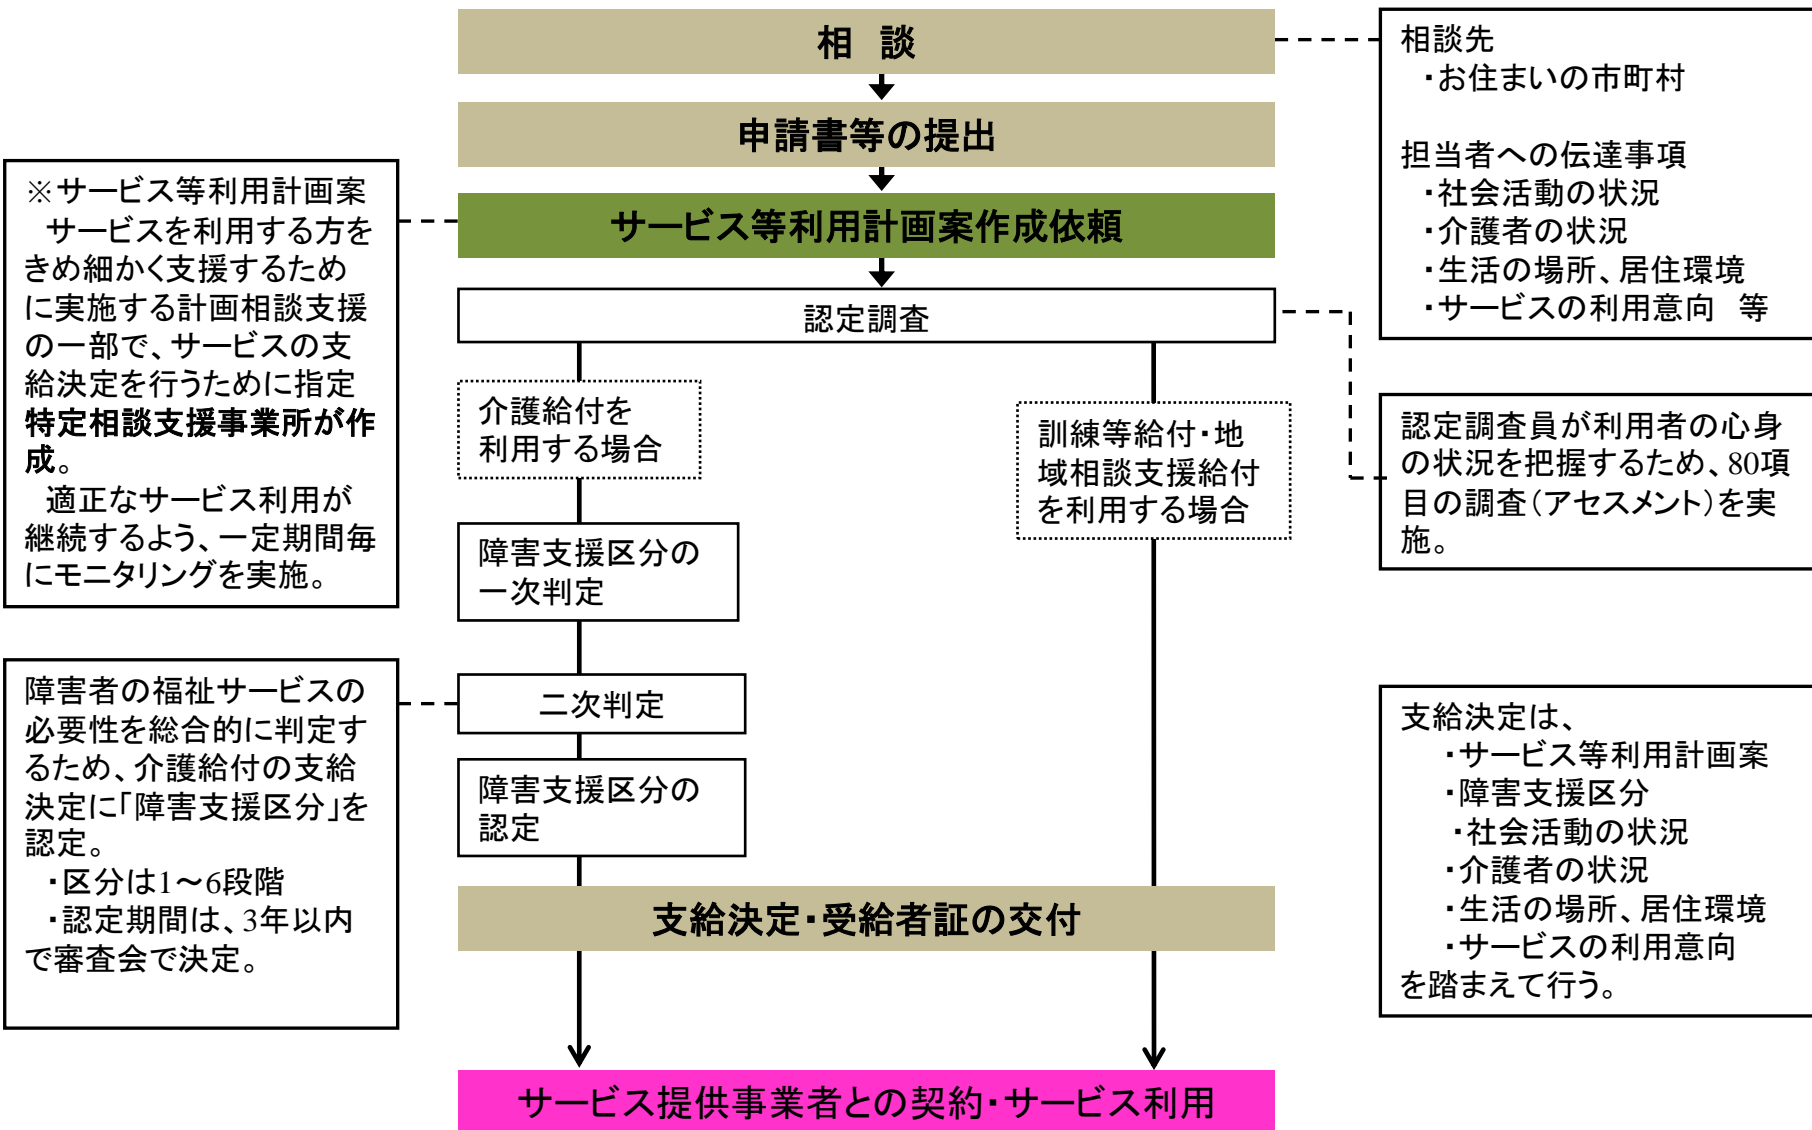 相　談
申請書等の提出
サービス等利用計画案作成依頼
認定調査
介護給付を
利用する場合
訓練等給付・地
域相談支援給付
を利用する場合
障害支援区分の
一次判定
二次判定
障害支援区分の
認定
支給決定・受給者証の交付
サービス提供事業者との契約・サービス利用
※サービス等利用計画案
サービスを利用する方を
きめ細かく支援するため
に実施する計画相談支援
の一部で、サービスの支
給決定を行うために指定
特定相談支援事業所が作
成。
適正なサービス利用が
継続するよう、一定期間毎
にモニタリングを実施。
障害者の福祉サービスの
必要性を総合的に判定す
るため、介護給付の支給
決定に「障害支援区分」を
認定。
・区分は1～6段階
・認定期間は、3年以内
で審査会で決定。
相談先
・お住まいの市町村
担当者への伝達事項
・社会活動の状況
・介護者の状況
・生活の場所、居住環境
・サービスの利用意向　等
認定調査員が利用者の心身
の状況を把握するため、80項
目の調査（アセスメント）を実
施。
支給決定は、
・サービス等利用計画案
・障害支援区分
・社会活動の状況
・介護者の状況
・生活の場所、居住環境
・サービスの利用意向
を踏まえて行う。